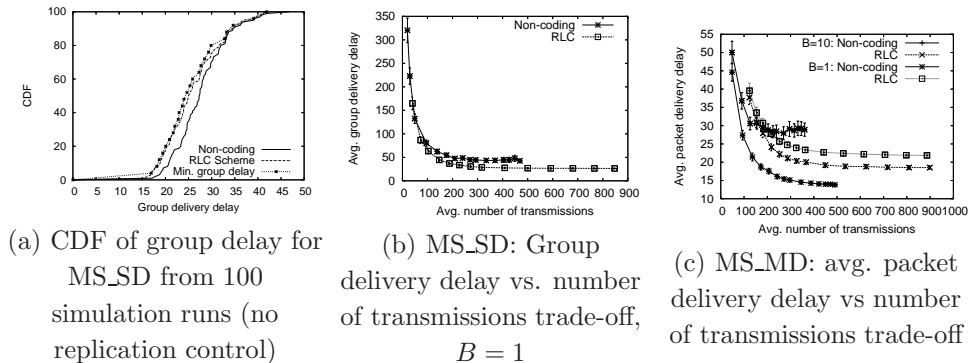 100
80
60
40
20
0
CDF
0 5 10 15 20 25 30 35 40 45 50
Group delivery delay
Non-coding
RLC Scheme
Min. group delay
(a) CDF of group delay for
MS_SD from 100
simulation runs (no
replication control)
350
300
250
200
150
100
50
0
Avg. group delivery delay
0 100 200 300 400 500 600 700 800 900
Avg. number of transmissions
Non-coding
RLC
(b) MS_SD: Group
delivery delay vs. number
of transmissions trade-off,
B = 1
55
50
45
40
35
30
25
20
15
10
Avg. packet delivery delay
0 100 200 300 400 500 600 700 800 900 1000
Avg. number of transmissions
B=10: Non-coding
RLC
B=1: Non-coding
RLC
(c) MS_MD: avg. packet
delivery delay vs number
of transmissions trade-off